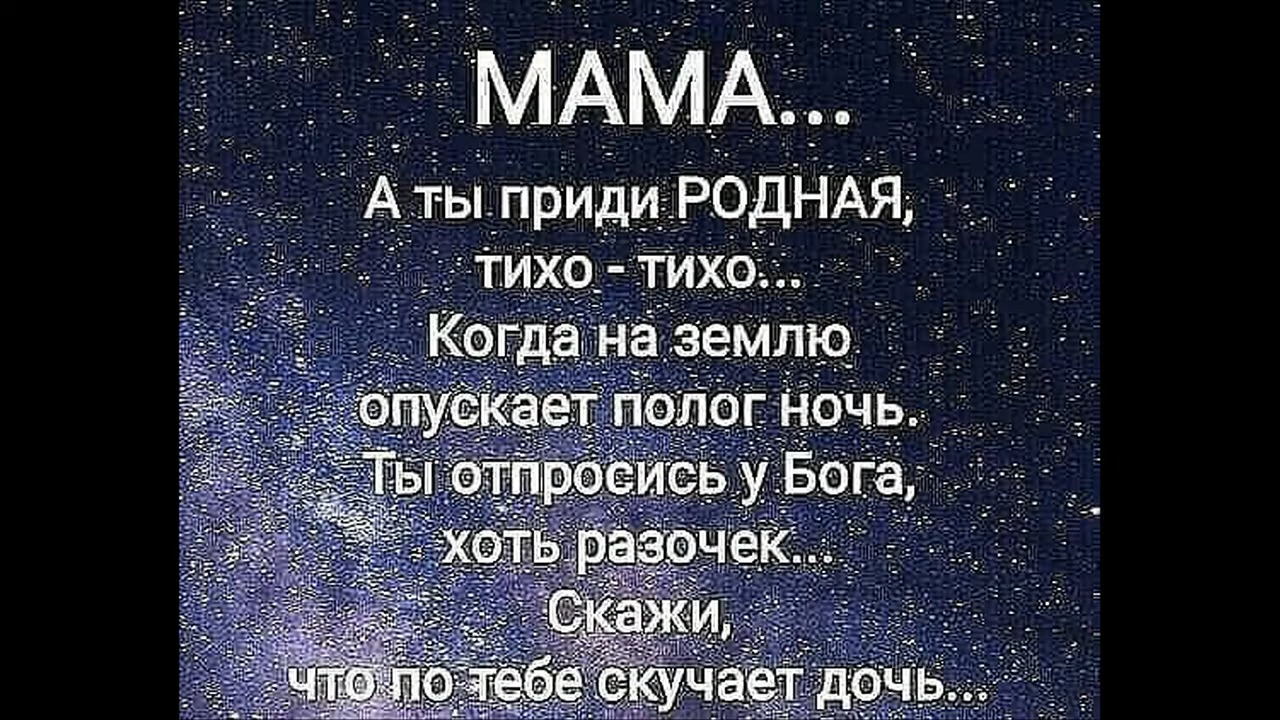 МАМА...
А ты приди РОДНАЯ,
тихо - тихо...
Когда на землю
опускает полог ночь.
Ты отпросись у Бога,
хоть разочек...
Скажи,
что по тебе скучает дочь...